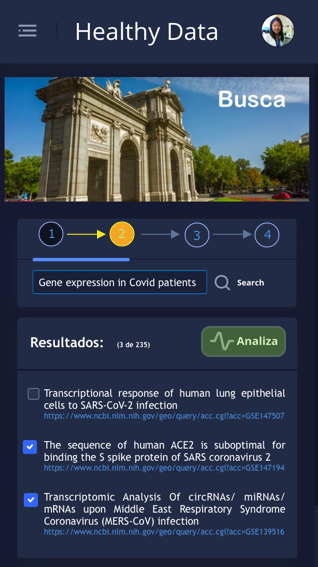 Healthy Data
Busca
1 2 3 4
Gene expression in Covid patients Search
Resultados: (3 de 235) Analiza
Transcriptional response of human lung epithelial
cells to SARS-CoV-2 infection
https://www.ncbi.nlm.nih.gov/geo/query/acc.cgi?acc=GSE147507
The sequence of human ACE2 is suboptimal for
binding the S spike protein of SARS coronavirus 2
https://www.ncbi.nlm.nih.gov/geo/query/acc.cgi?acc=GSE147194
Transcriptomic Analysis Of circRNAs/ miRNAs/
mRNAs upon Middle East Respiratory Syndrome
Coronavirus (MERS-CoV) infection
https://www.ncbi.nlm.nih.gov/geo/query/acc.cgi?acc=GSE139516